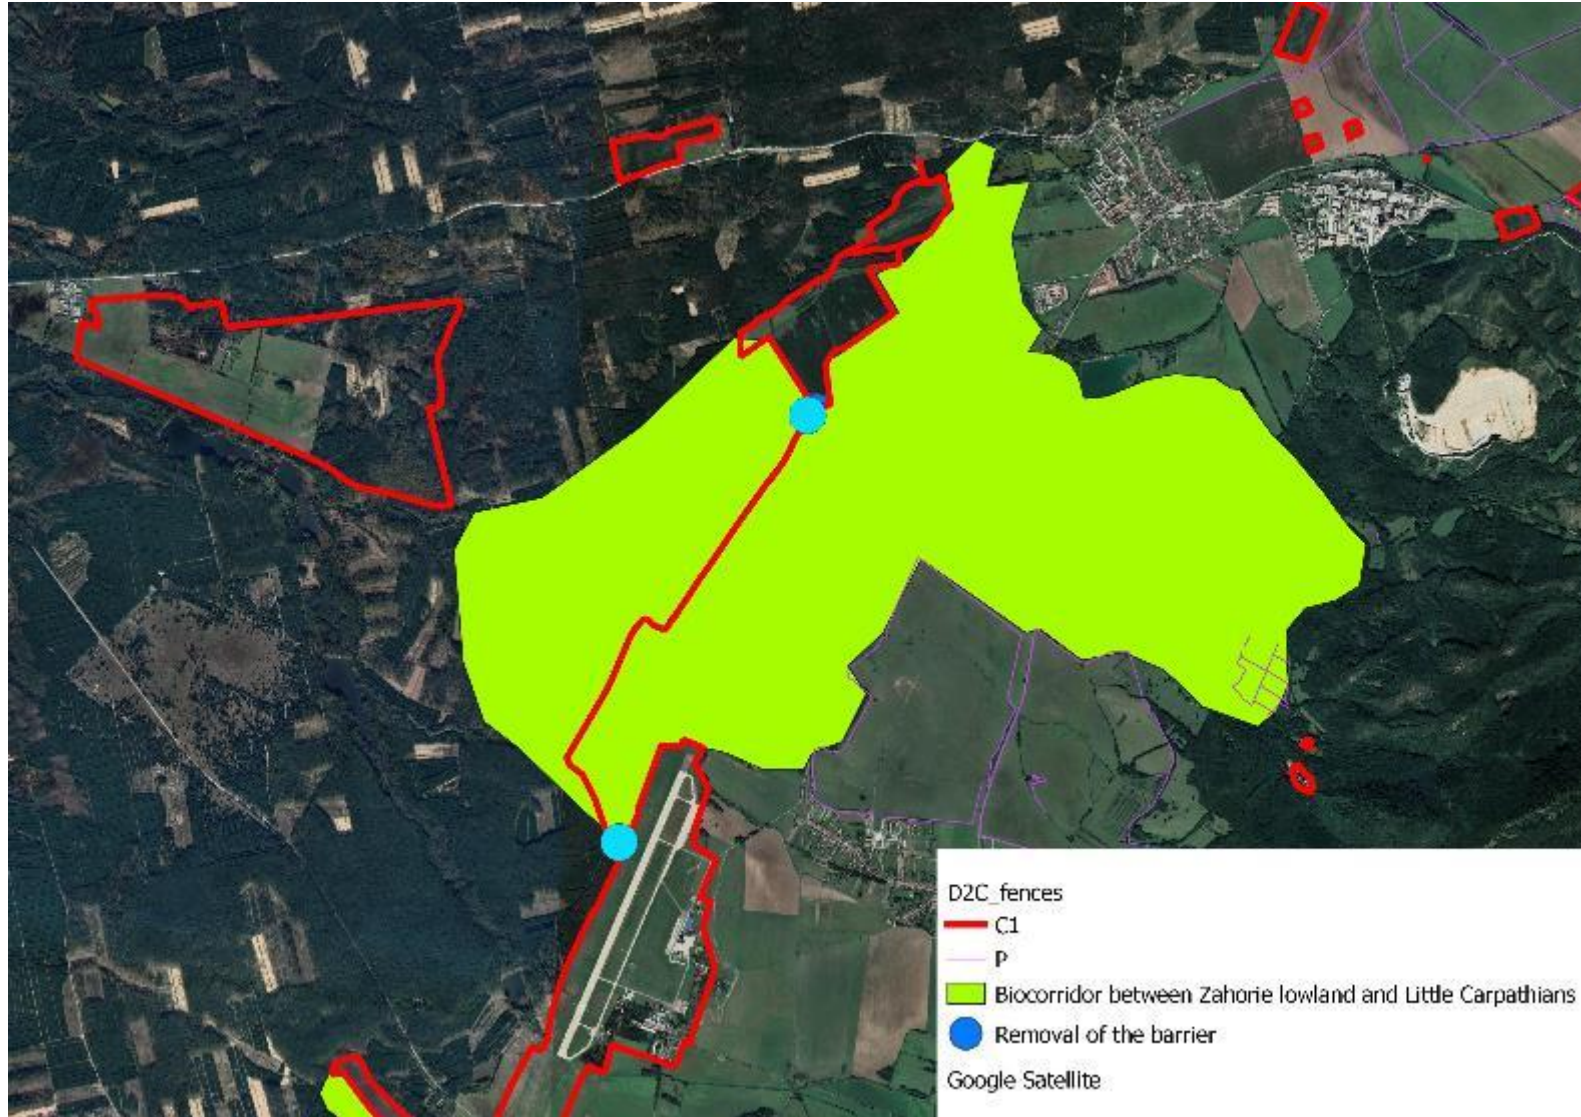 D2C_fences
C1
P
Biocorridor between Zahorie lowland and Little Carpathians
Removal of the barrier
Google Satellite